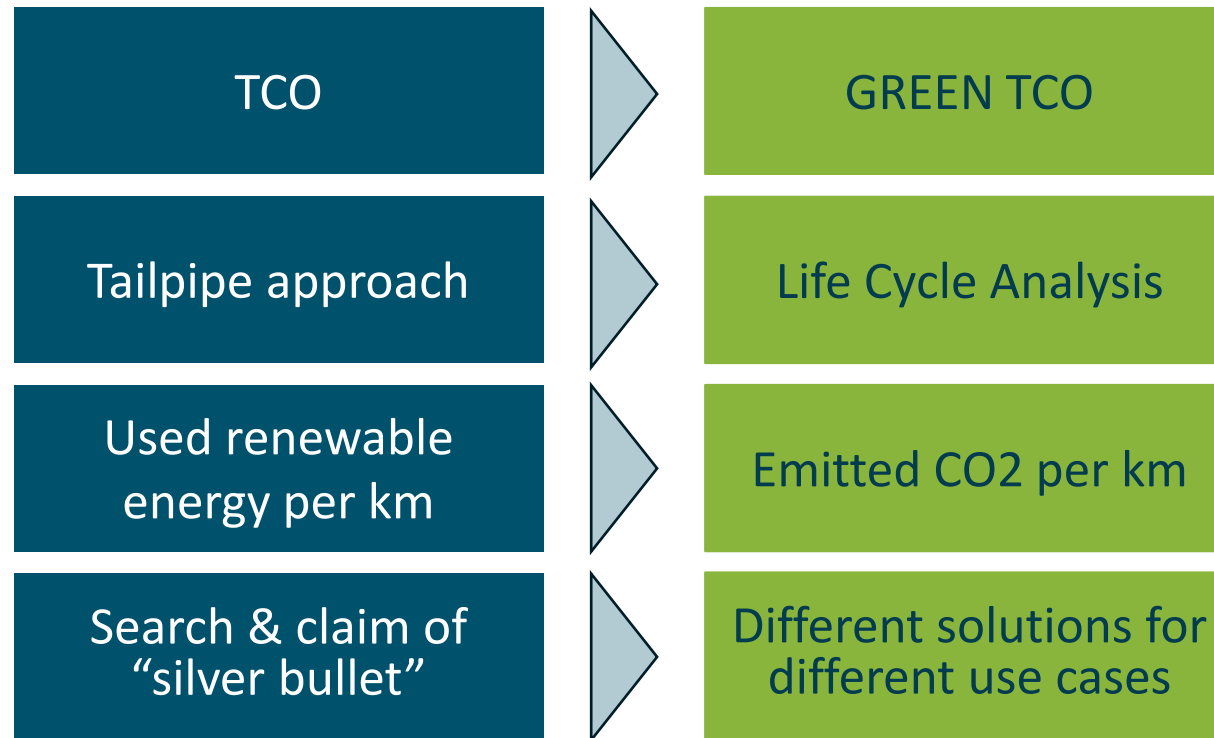 TCO
GREEN TCO
Tailpipe approach
Life Cycle Analysis
Used renewable
energy per km
Emitted CO2 per km
Search & claim of
“silver bullet”
Different solutions for
different use cases